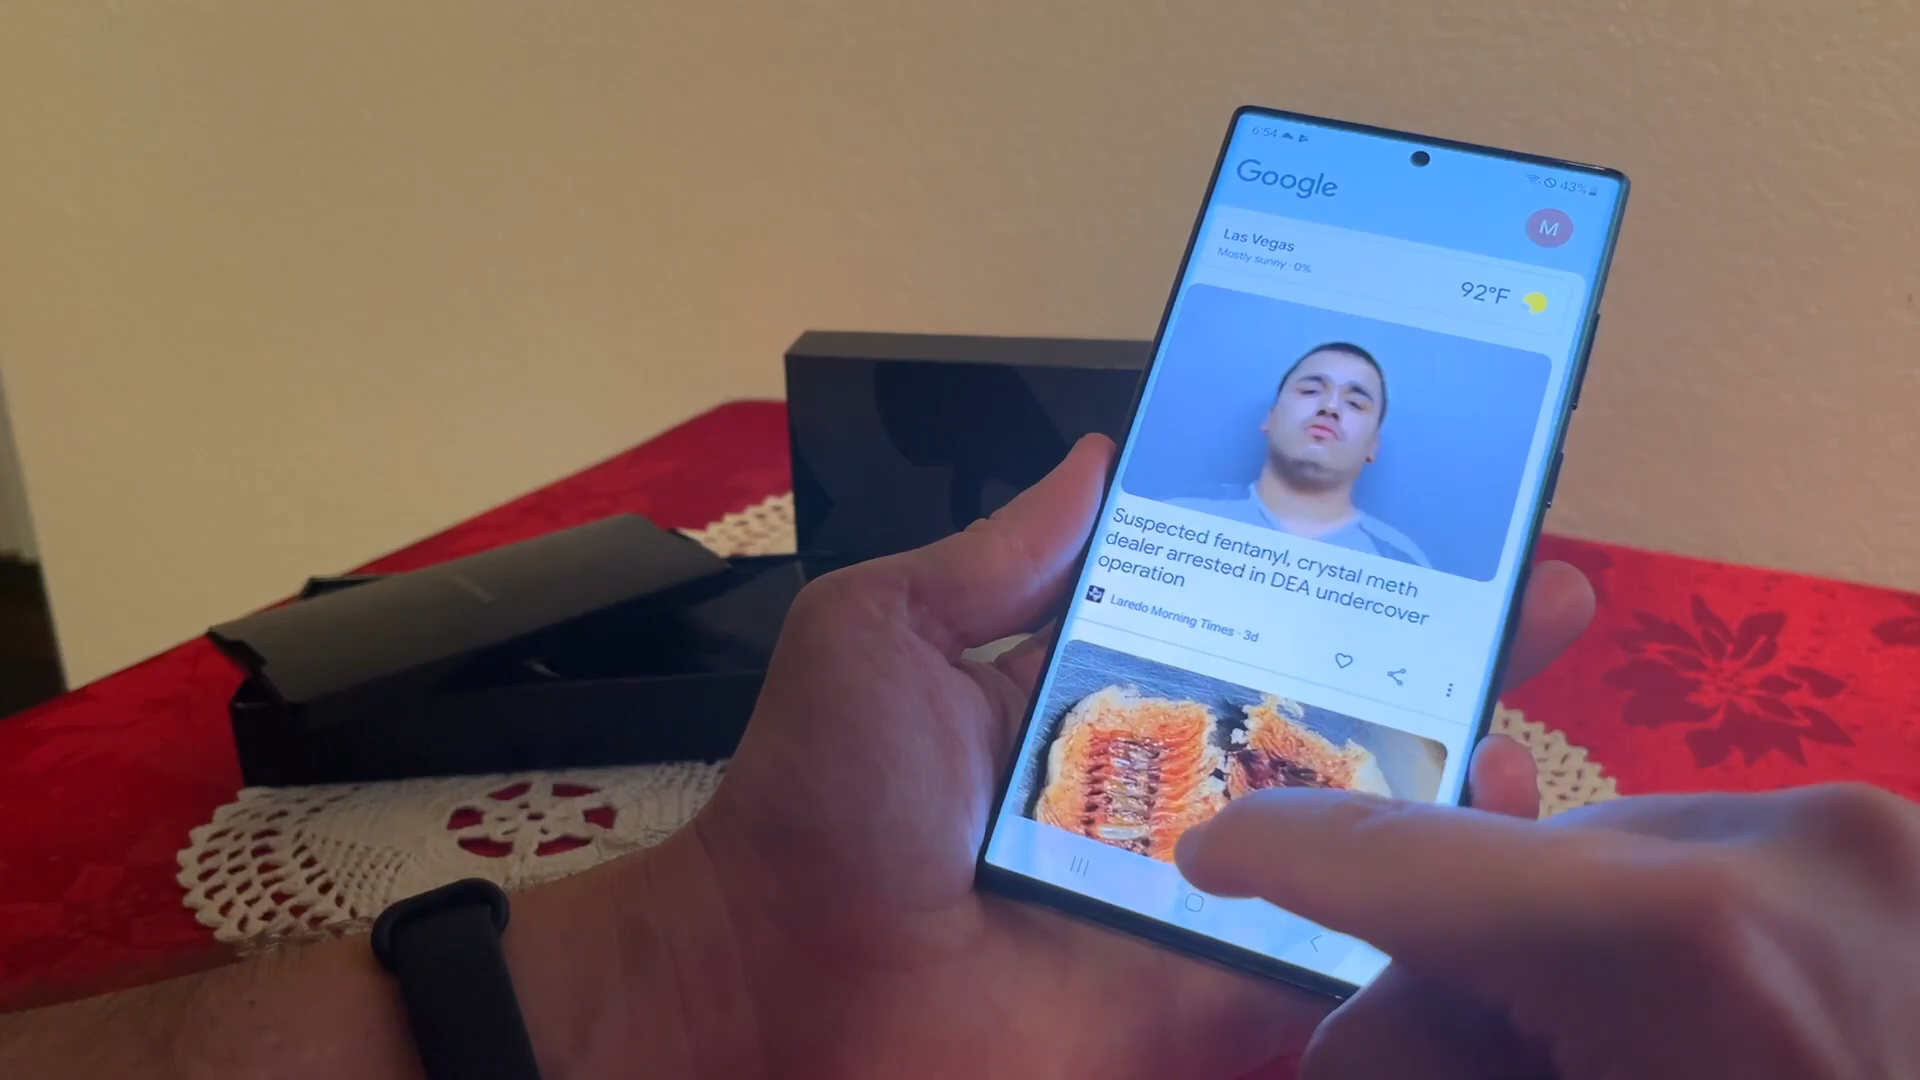 6:54
43%
Google
M
Las Vegas
Mostly sunny · 0%
92°F
Suspected fentanyl, crystal meth
dealer arrested in DEA undercover
operation
Laredo Morning Times · 3d